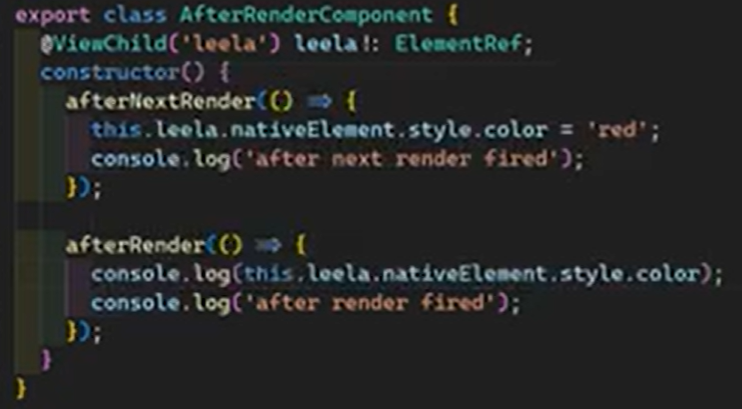 export class AfterRenderComponent {
@ViewChild('leela') leela!: ElementRef;
constructor() {
afterNextRender(() => {
this.leela.nativeElement.style.color = 'red';
console.log('after next render fired');
});
afterRender(() => {
console.log(this.leela.nativeElement.style.color);
console.log('after render fired');
});
}
}